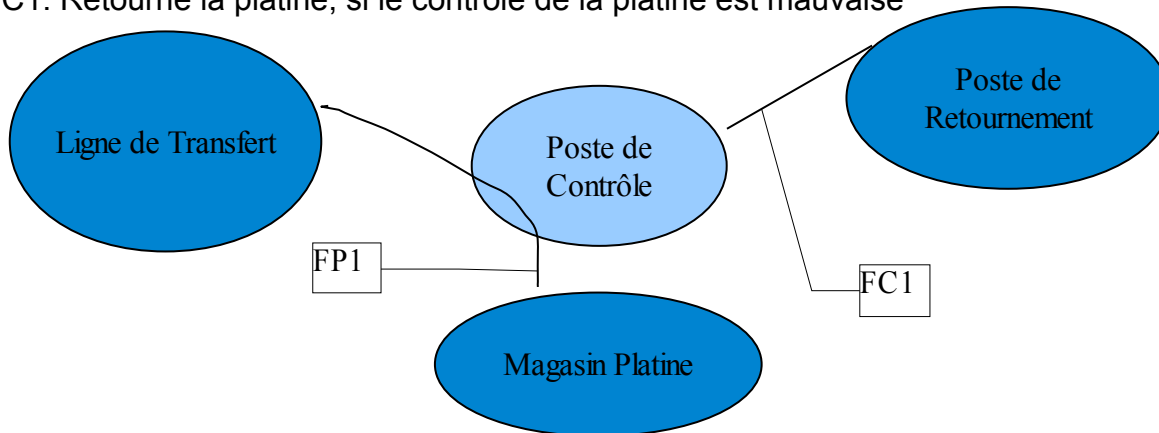 C1: Retourne la platine, si le contrôle de la platine est mauvaise
Poste de
Retournement
Ligne de Transfert
Poste de
Contrôle
FP1
FC1
Magasin Platine